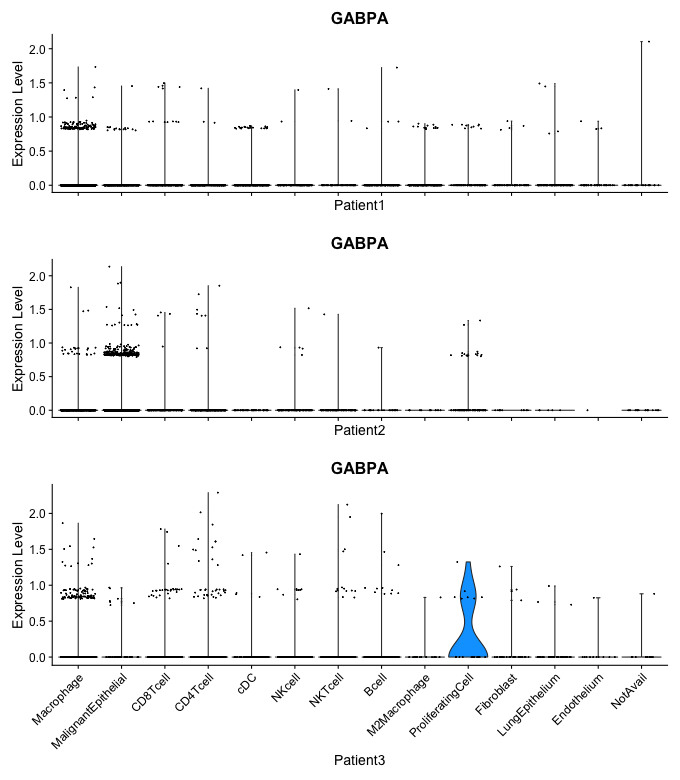 GABPA
Expression Level
2.0
1.5
1.0
0.5
0.0
Patient1
GABPA
Expression Level
2.0
1.5
1.0
0.5
0.0
Patient2
GABPA
Expression Level
2.0
1.5
1.0
0.5
0.0
Macrophage
MalignantEpithelial
CD8Tcell
CD4Tcell
cDC
NKcell
NKTcell
Bcell
M2Macrophage
ProliferatingCell
Fibroblast
LungEpithelium
Endothelium
NotAvail
Patient3